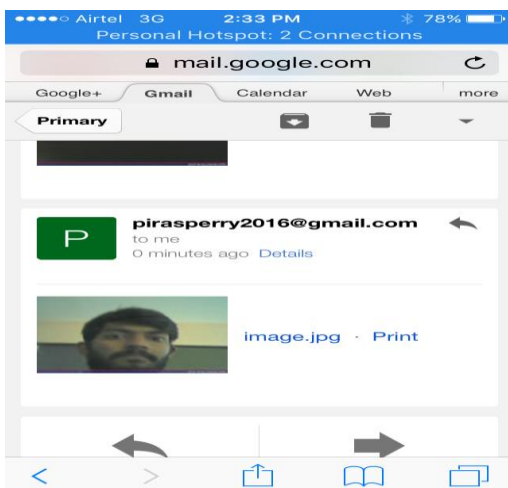 Airtel 3G 2:33 PM 78%
Personal Hotspot: 2 Connections
mail.google.com
Google+ Gmail Calendar Web more
Primary
P
pirasperry2016@gmail.com
to me
0 minutes ago Details
image.jpg · Print